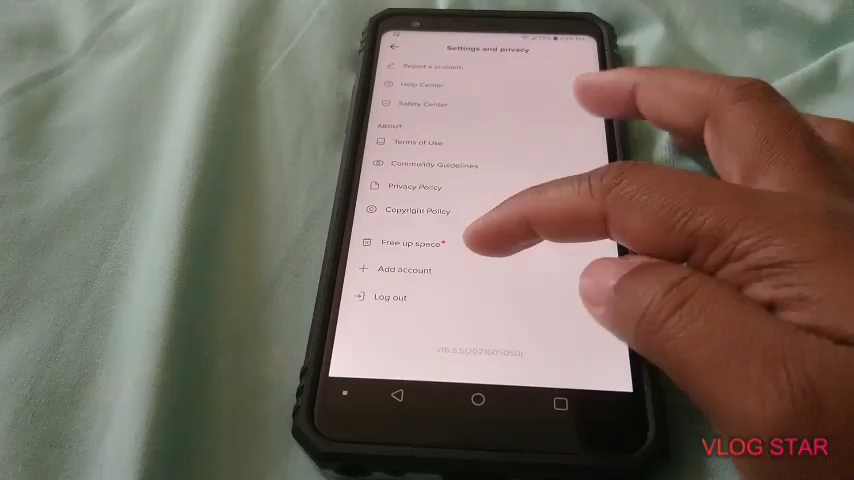 Settings and privacy
Report a problem
Help Center
Safety Center
ABOUT
Terms of Use
Community Guidelines
Privacy Policy
Copyright Policy
Free up space
Add account
Log out
VLOG STAR